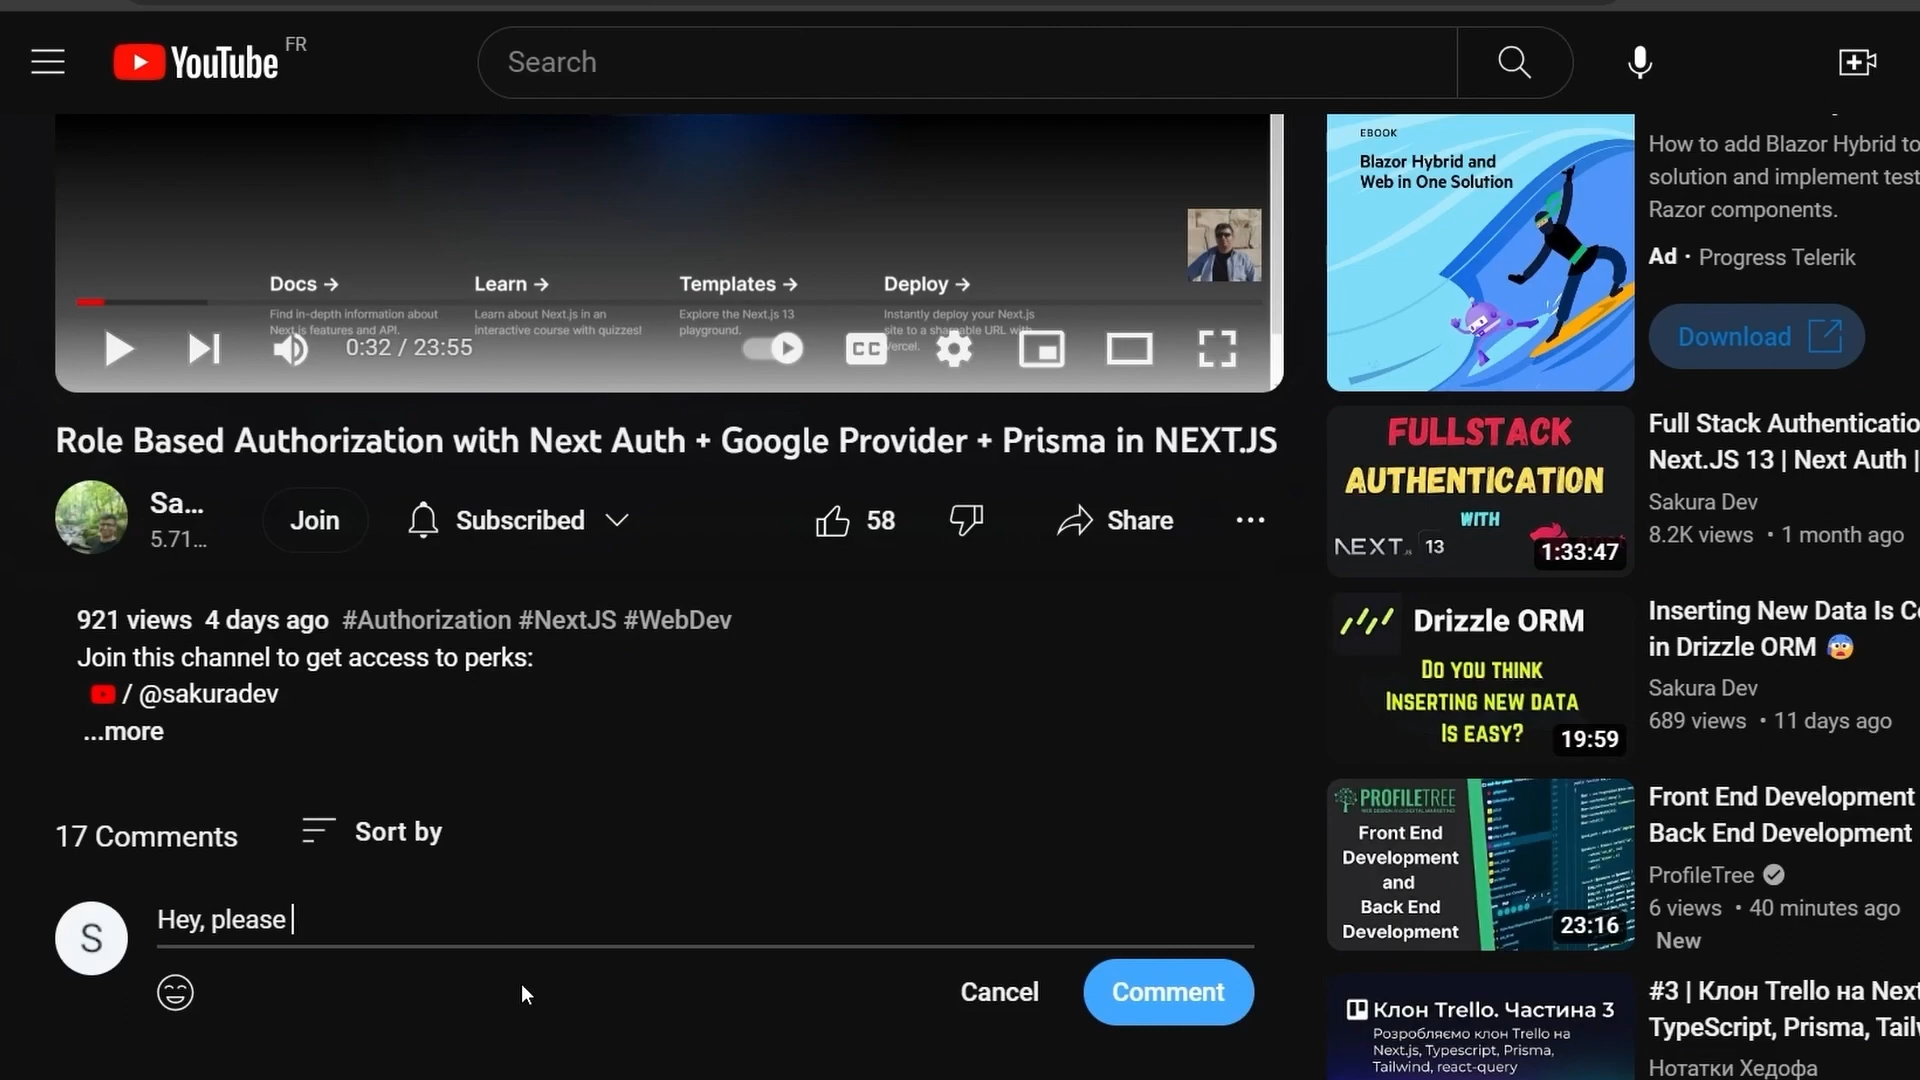 YouTube FR
Search
Docs →
Learn →
Templates →
Deploy →
Find in-depth information about
Next.js features and API.
Learn about Next.js in an
interactive course with quizzes!
Explore the Next.js 13
playground.
Instantly deploy your Next.js
site to a shareable URL with
Vercel.
0:32 / 23:55
CC
Role Based Authorization with Next Auth + Google Provider + Prisma in NEXT.JS
Sa...
5.71...
Join
Subscribed
58
Share
921 views 4 days ago #Authorization #NextJS #WebDev
Join this channel to get access to perks:
/ @sakuradev
...more
17 Comments
Sort by
S
Hey, please
Cancel
Comment
EBOOK
Blazor Hybrid and
Web in One Solution
How to add Blazor Hybrid to
solution and implement test
Razor components.
Ad • Progress Telerik
Download
FULLSTACK
AUTHENTICATION
WITH
NEXT.JS 13
1:33:47
Full Stack Authenticatio
Next.JS 13 | Next Auth |
Sakura Dev
8.2K views • 1 month ago
Drizzle ORM
DO YOU THINK
INSERTING NEW DATA
IS EASY?
19:59
Inserting New Data Is Co
in Drizzle ORM
Sakura Dev
689 views • 11 days ago
PROFILETREE
Front End
Development
and
Back End
Development
23:16
Front End Development
Back End Development
ProfileTree
6 views • 40 minutes ago
New
Клон Trello. Частина 3
Розробляємо клон Trello на
Next.js, Typescript, Prisma,
Tailwind, react-query
#3 | Клон Trello на Next
TypeScript, Prisma, Tail
Нотатки Хедофа